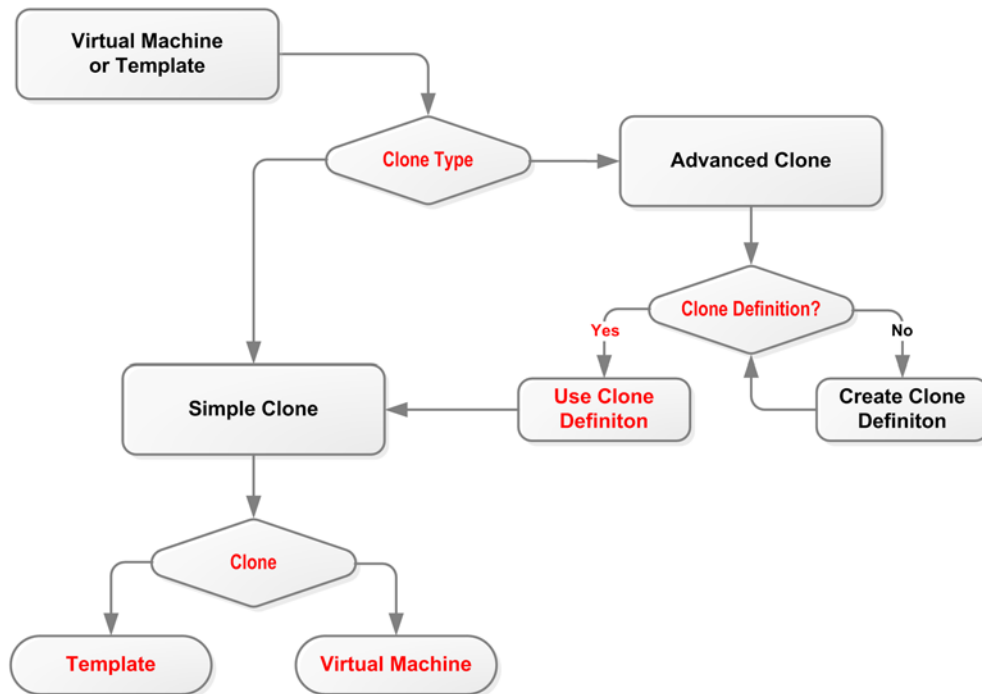 Virtual Machine
or Template
Clone Type
Advanced Clone
Clone Definition?
Yes
No
Simple Clone
Use Clone
Definiton
Create Clone
Definiton
Clone
Template
Virtual Machine